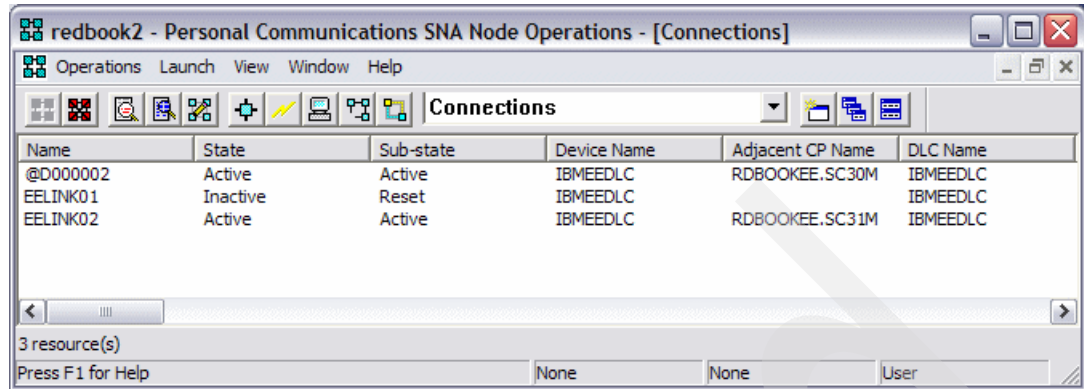 redbook2 - Personal Communications SNA Node Operations - [Connections]
Operations Launch View Window Help
Connections
Name State Sub-state Device Name Adjacent CP Name DLC Name
@D000002 Active Active IBMEEDLC RDBOOKEE.SC30M IBMEEDLC
EELINK01 Inactive Reset IBMEEDLC IBMEEDLC
EELINK02 Active Active IBMEEDLC RDBOOKEE.SC31M IBMEEDLC
3 resource(s)
Press F1 for Help None None User